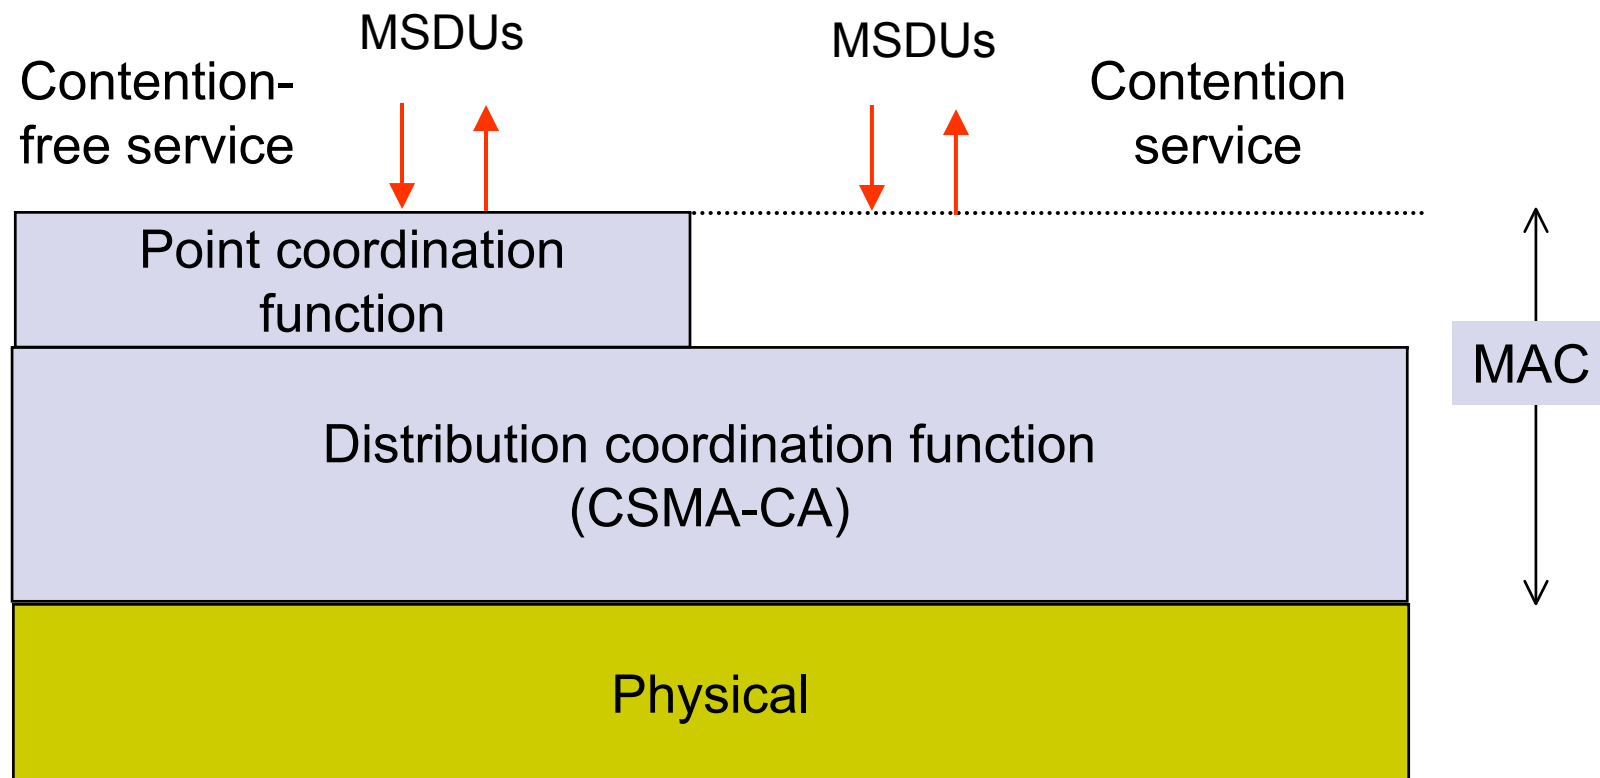 MSDUs
MSDUs
Contention-
free service
Contention
service
Point coordination
function
MAC
Distribution coordination function
(CSMA-CA)
Physical